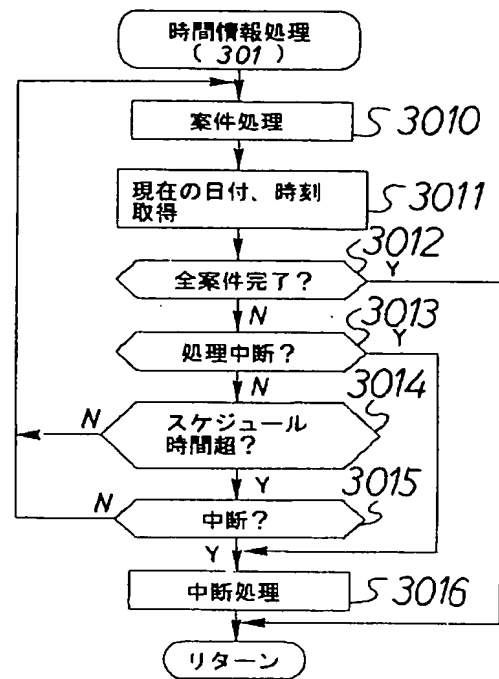 時間情報処理
(301)
案件処理
3010
現在の日付、時刻
取得
3011
3012
全案件完了?
Y
N
3013
処理中断?
Y
N
3014
スケジュール
時間超?
N
Y
3015
中断?
N
Y
中断処理
3016
リターン